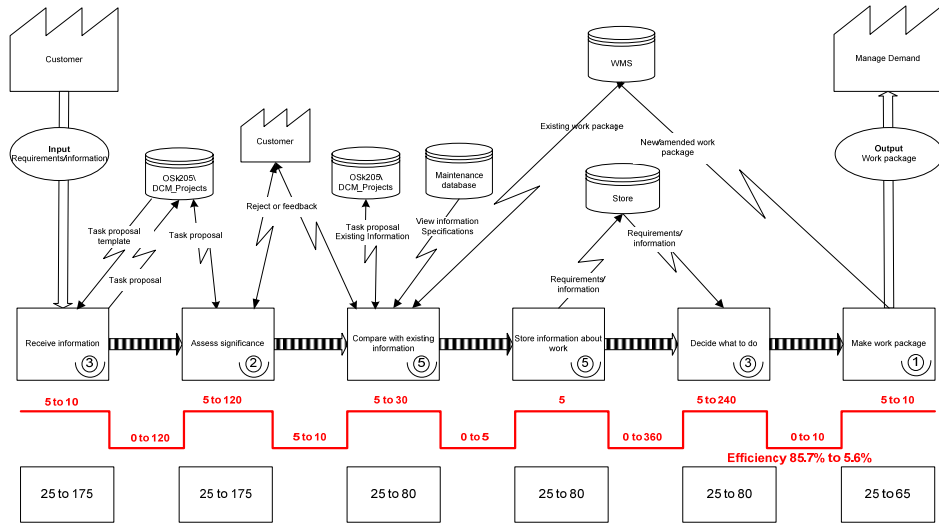 Customer
Manage Demand
WMS
Input
Requirements/information
Customer
Existing work package
New/amended work
package
Output
Work package
OSk205\
DCM_Projects
OSk205\
DCM_Projects
Maintenance
database
Store
Reject or feedback
Task proposal
template
Task proposal
Task proposal
Existing Information
View information
Specifications
Requirements/
information
Task proposal
Requirements/
information
Receive information
3
Assess significance
2
Compare with existing
information
5
Store information about
work
5
Decide what to do
3
Make work package
1
5 to 10
5 to 120
5 to 30
5
5 to 240
5 to 10
0 to 120
5 to 10
0 to 5
0 to 360
0 to 10
Efficiency 85.7% to 5.6%
25 to 175
25 to 175
25 to 80
25 to 80
25 to 80
25 to 65